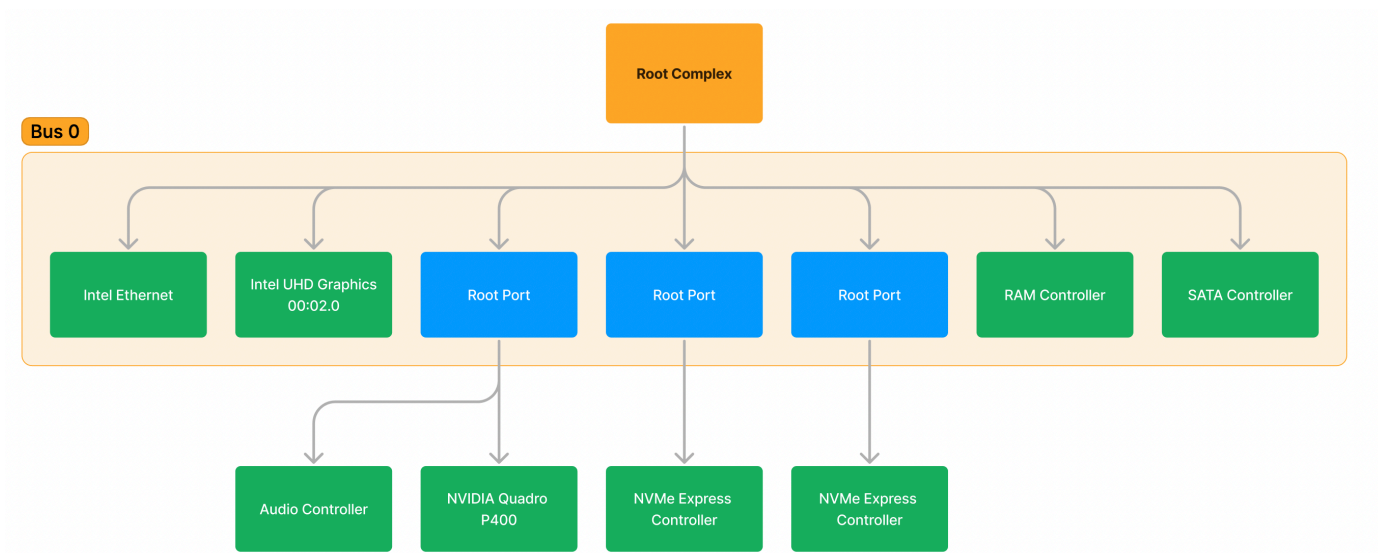 Root Complex
Bus 0
Intel Ethernet
Intel UHD Graphics
00:02.0
Root Port
Root Port
Root Port
RAM Controller
SATA Controller
Audio Controller
NVIDIA Quadro
P400
NVMe Express
Controller
NVMe Express
Controller